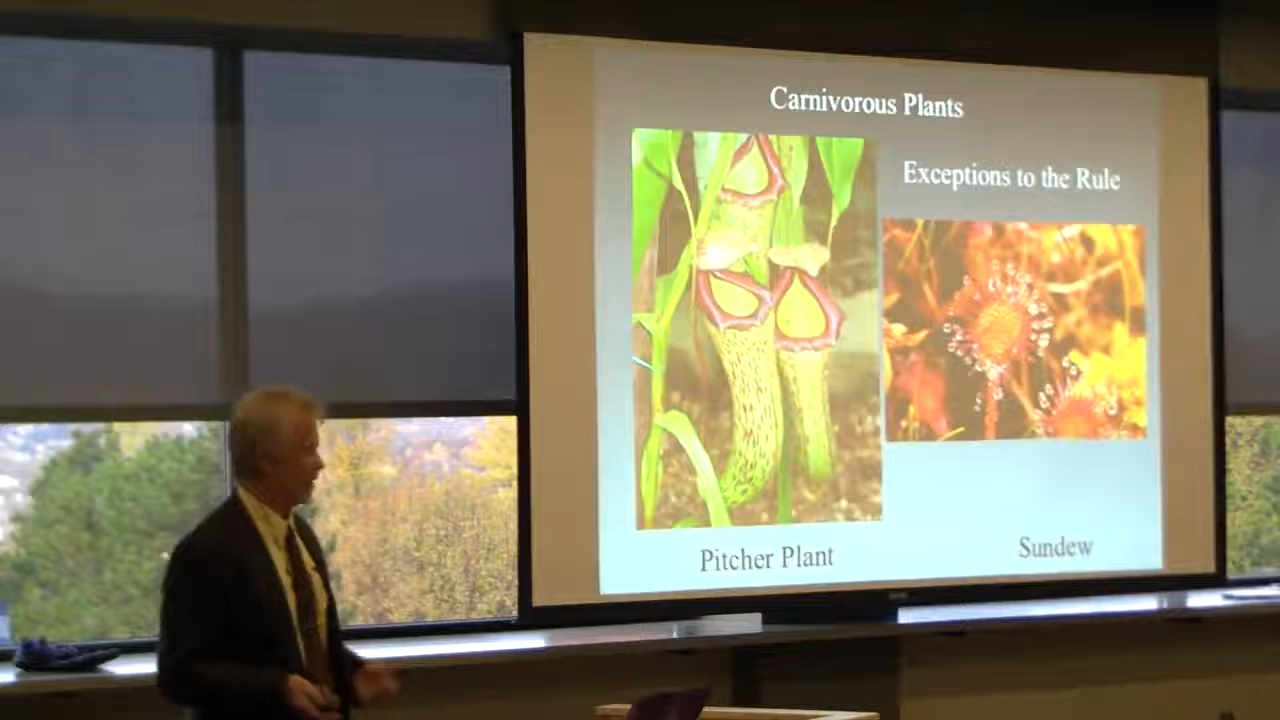 Carnivorous Plants
Exceptions to the Rule
Pitcher Plant
Sundew